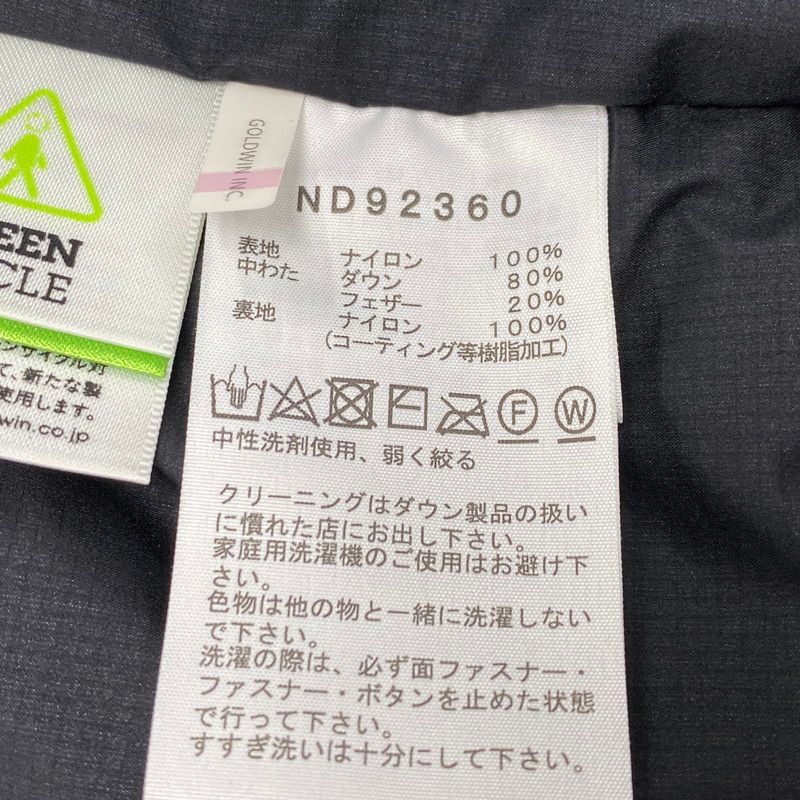 EEN
CLE
て、新たな製
使用します。
win.co.jp
GOLDWIN INC.
ND92360
表地 ナイロン 100%
中わた ダウン 80%
フェザー 20%
裏地 ナイロン 100%
(コーティング等樹脂加工)
F W
中性洗剤使用、弱く絞る
クリーニングはダウン製品の扱い
に慣れた店にお出し下さい。
家庭用洗濯機のご使用はお避け下
さい。
色物は他の物と一緒に洗濯しない
で下さい。
洗濯の際は、必ず面ファスナー・
ファスナー・ボタンを止めた状態
で行って下さい。
すすぎ洗いは十分にして下さい。